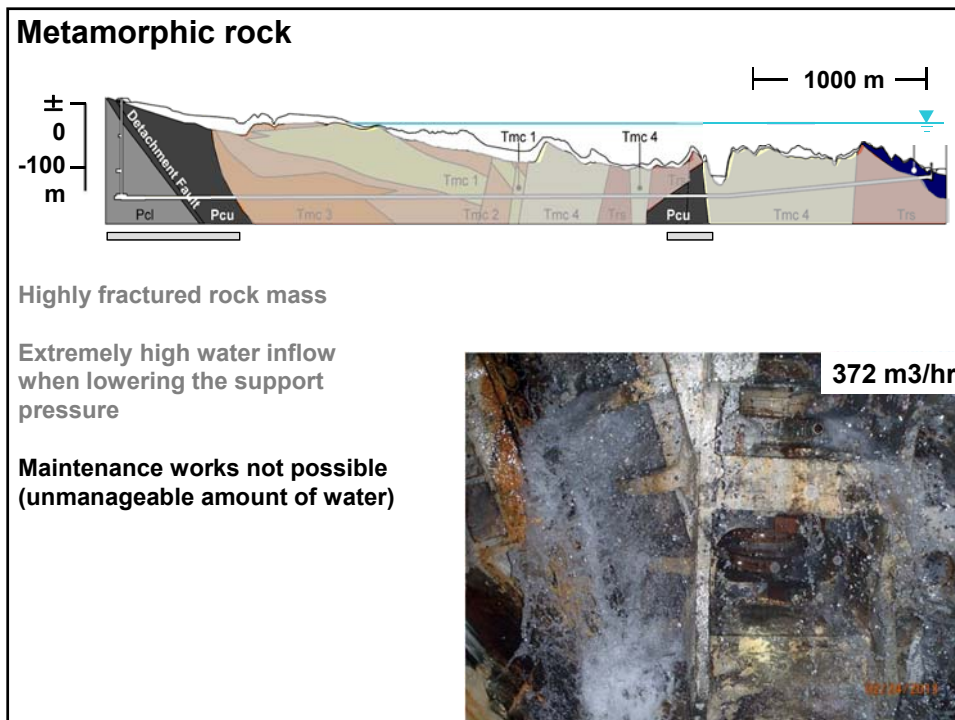 Metamorphic rock
1000 m
±
0
-100
m
Detachment Fault
Tmc 1
Tmc 4
Tmc 1
Trs
Pcl
Pcu
Tmc 3
Tmc 2
Tmc 4
Trs
Pcu
Tmc 4
Trs
Highly fractured rock mass
Extremely high water inflow
when lowering the support
pressure
Maintenance works not possible
(unmanageable amount of water)
372 m3/hr